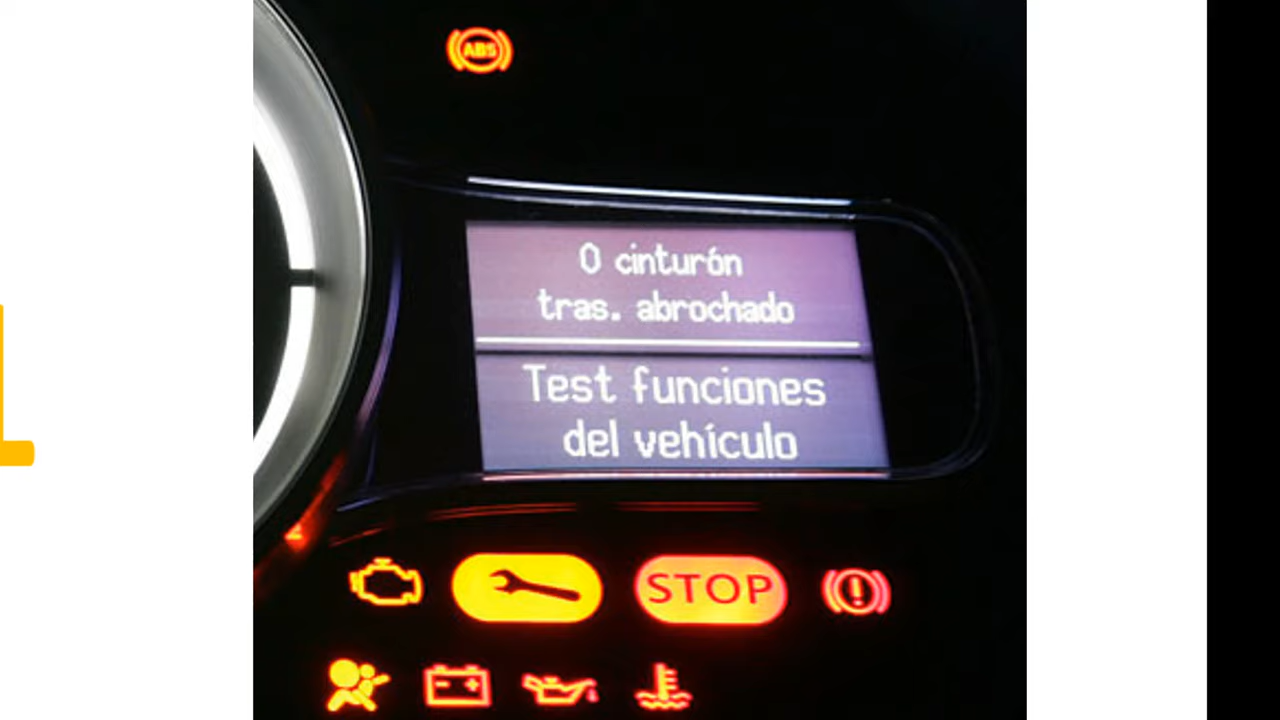 ABS
0 cinturón
tras. abrochado
Test funciones
del vehículo
STOP